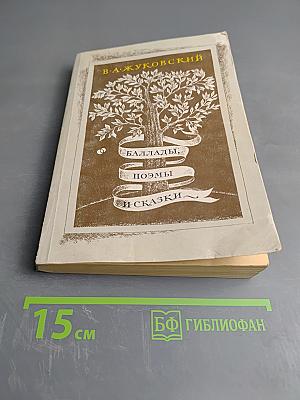 В·А·ЖУКОВСКИЙ
БАЛЛАДЫ,
ПОЭМЫ
И СКАЗКИ
15 см
БФ ГИБЛИОФАН